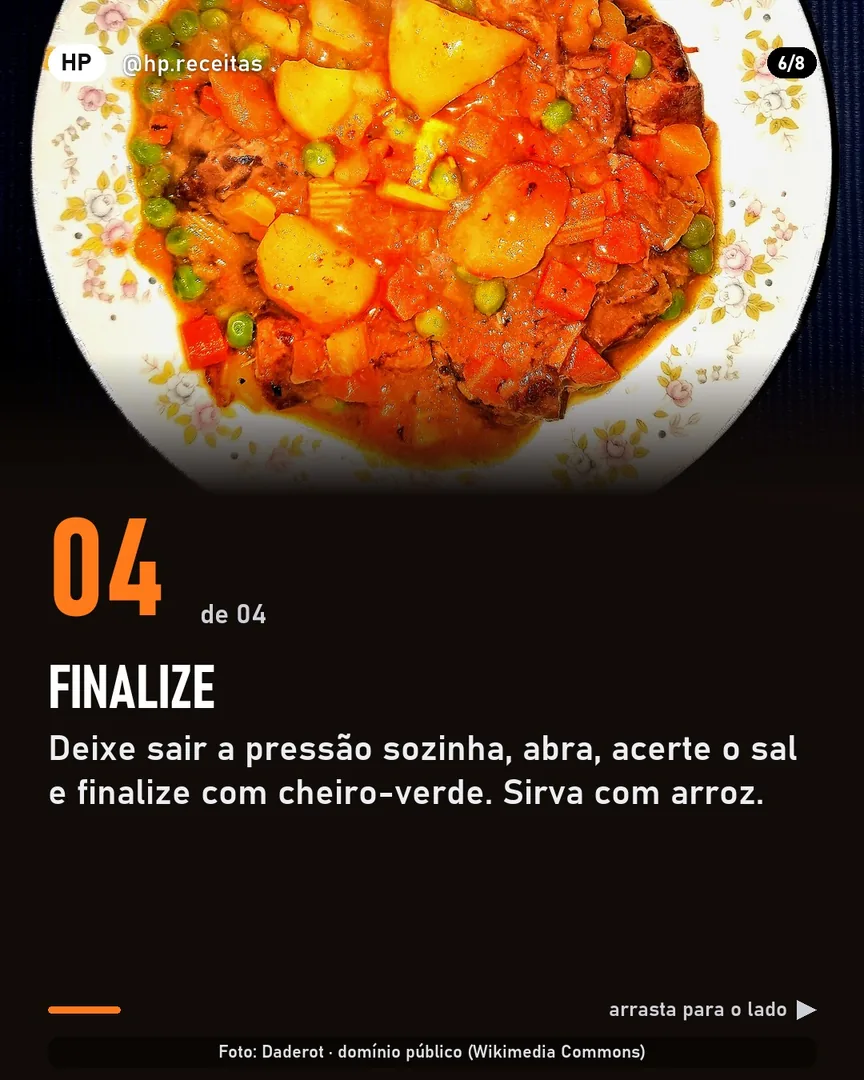 HP @hp.receitas 6/8
04 de 04
FINALIZE
Deixe sair a pressão sozinha, abra, acerte o sal
e finalize com cheiro-verde. Sirva com arroz.
arrasta para o lado ▶
Foto: Daderot · domínio público (Wikimedia Commons)